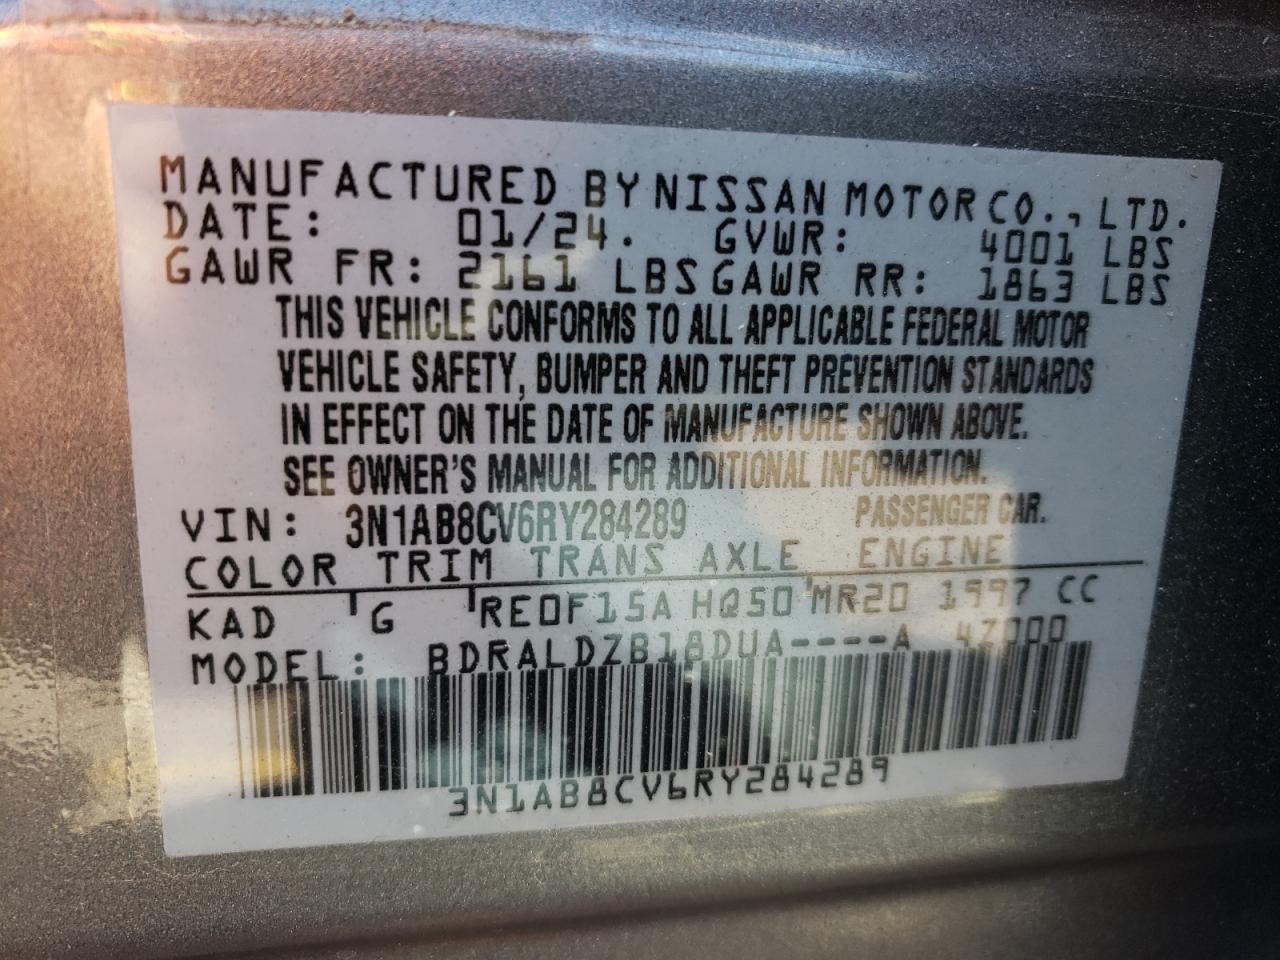 MANUFACTURED BY NISSAN MOTOR CO., LTD.
DATE: 01/24. GVWR: 4001 LBS
GAWR FR: 2161 LBS GAWR RR: 1863 LBS
THIS VEHICLE CONFORMS TO ALL APPLICABLE FEDERAL MOTOR
VEHICLE SAFETY, BUMPER AND THEFT PREVENTION STANDARDS
IN EFFECT ON THE DATE OF MANUFACTURE SHOWN ABOVE.
SEE OWNER'S MANUAL FOR ADDITIONAL INFORMATION.
VIN: 3N1AB8CV6RY284289 PASSENGER CAR.
COLOR TRIM TRANS AXLE ENGINE
KAD G RE0F15A HQ50 MR20 1997 CC
MODEL: BDRALDZB18DUA----A 4Z000
3N1AB8CV6RY284289